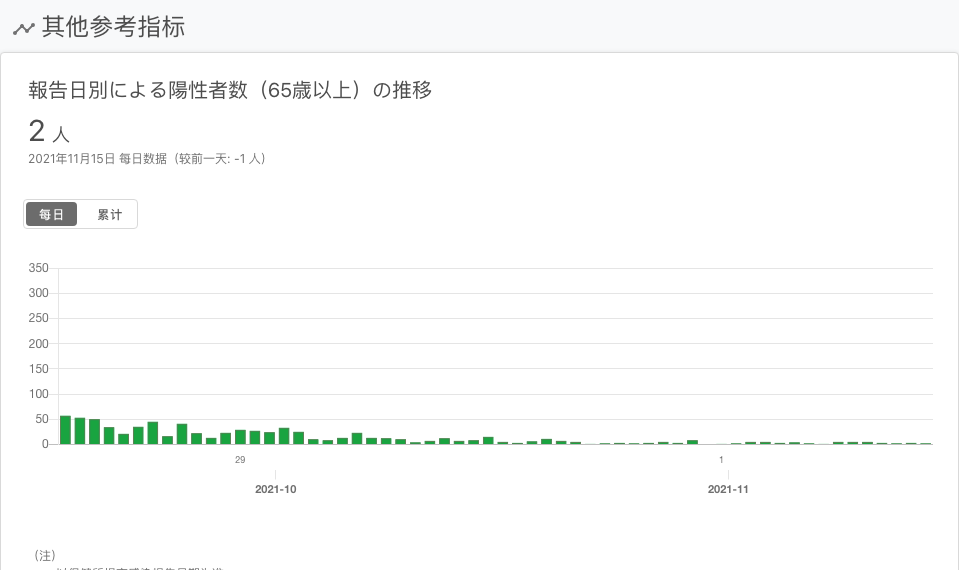 其他参考指标
報告日別による陽性者数（65歳以上）の推移
2 人
2021年11月15日 每日数据（较前一天: -1 人）
每日 累计
350
300
250
200
150
100
50
0
29 1
2021-10 2021-11
（注）